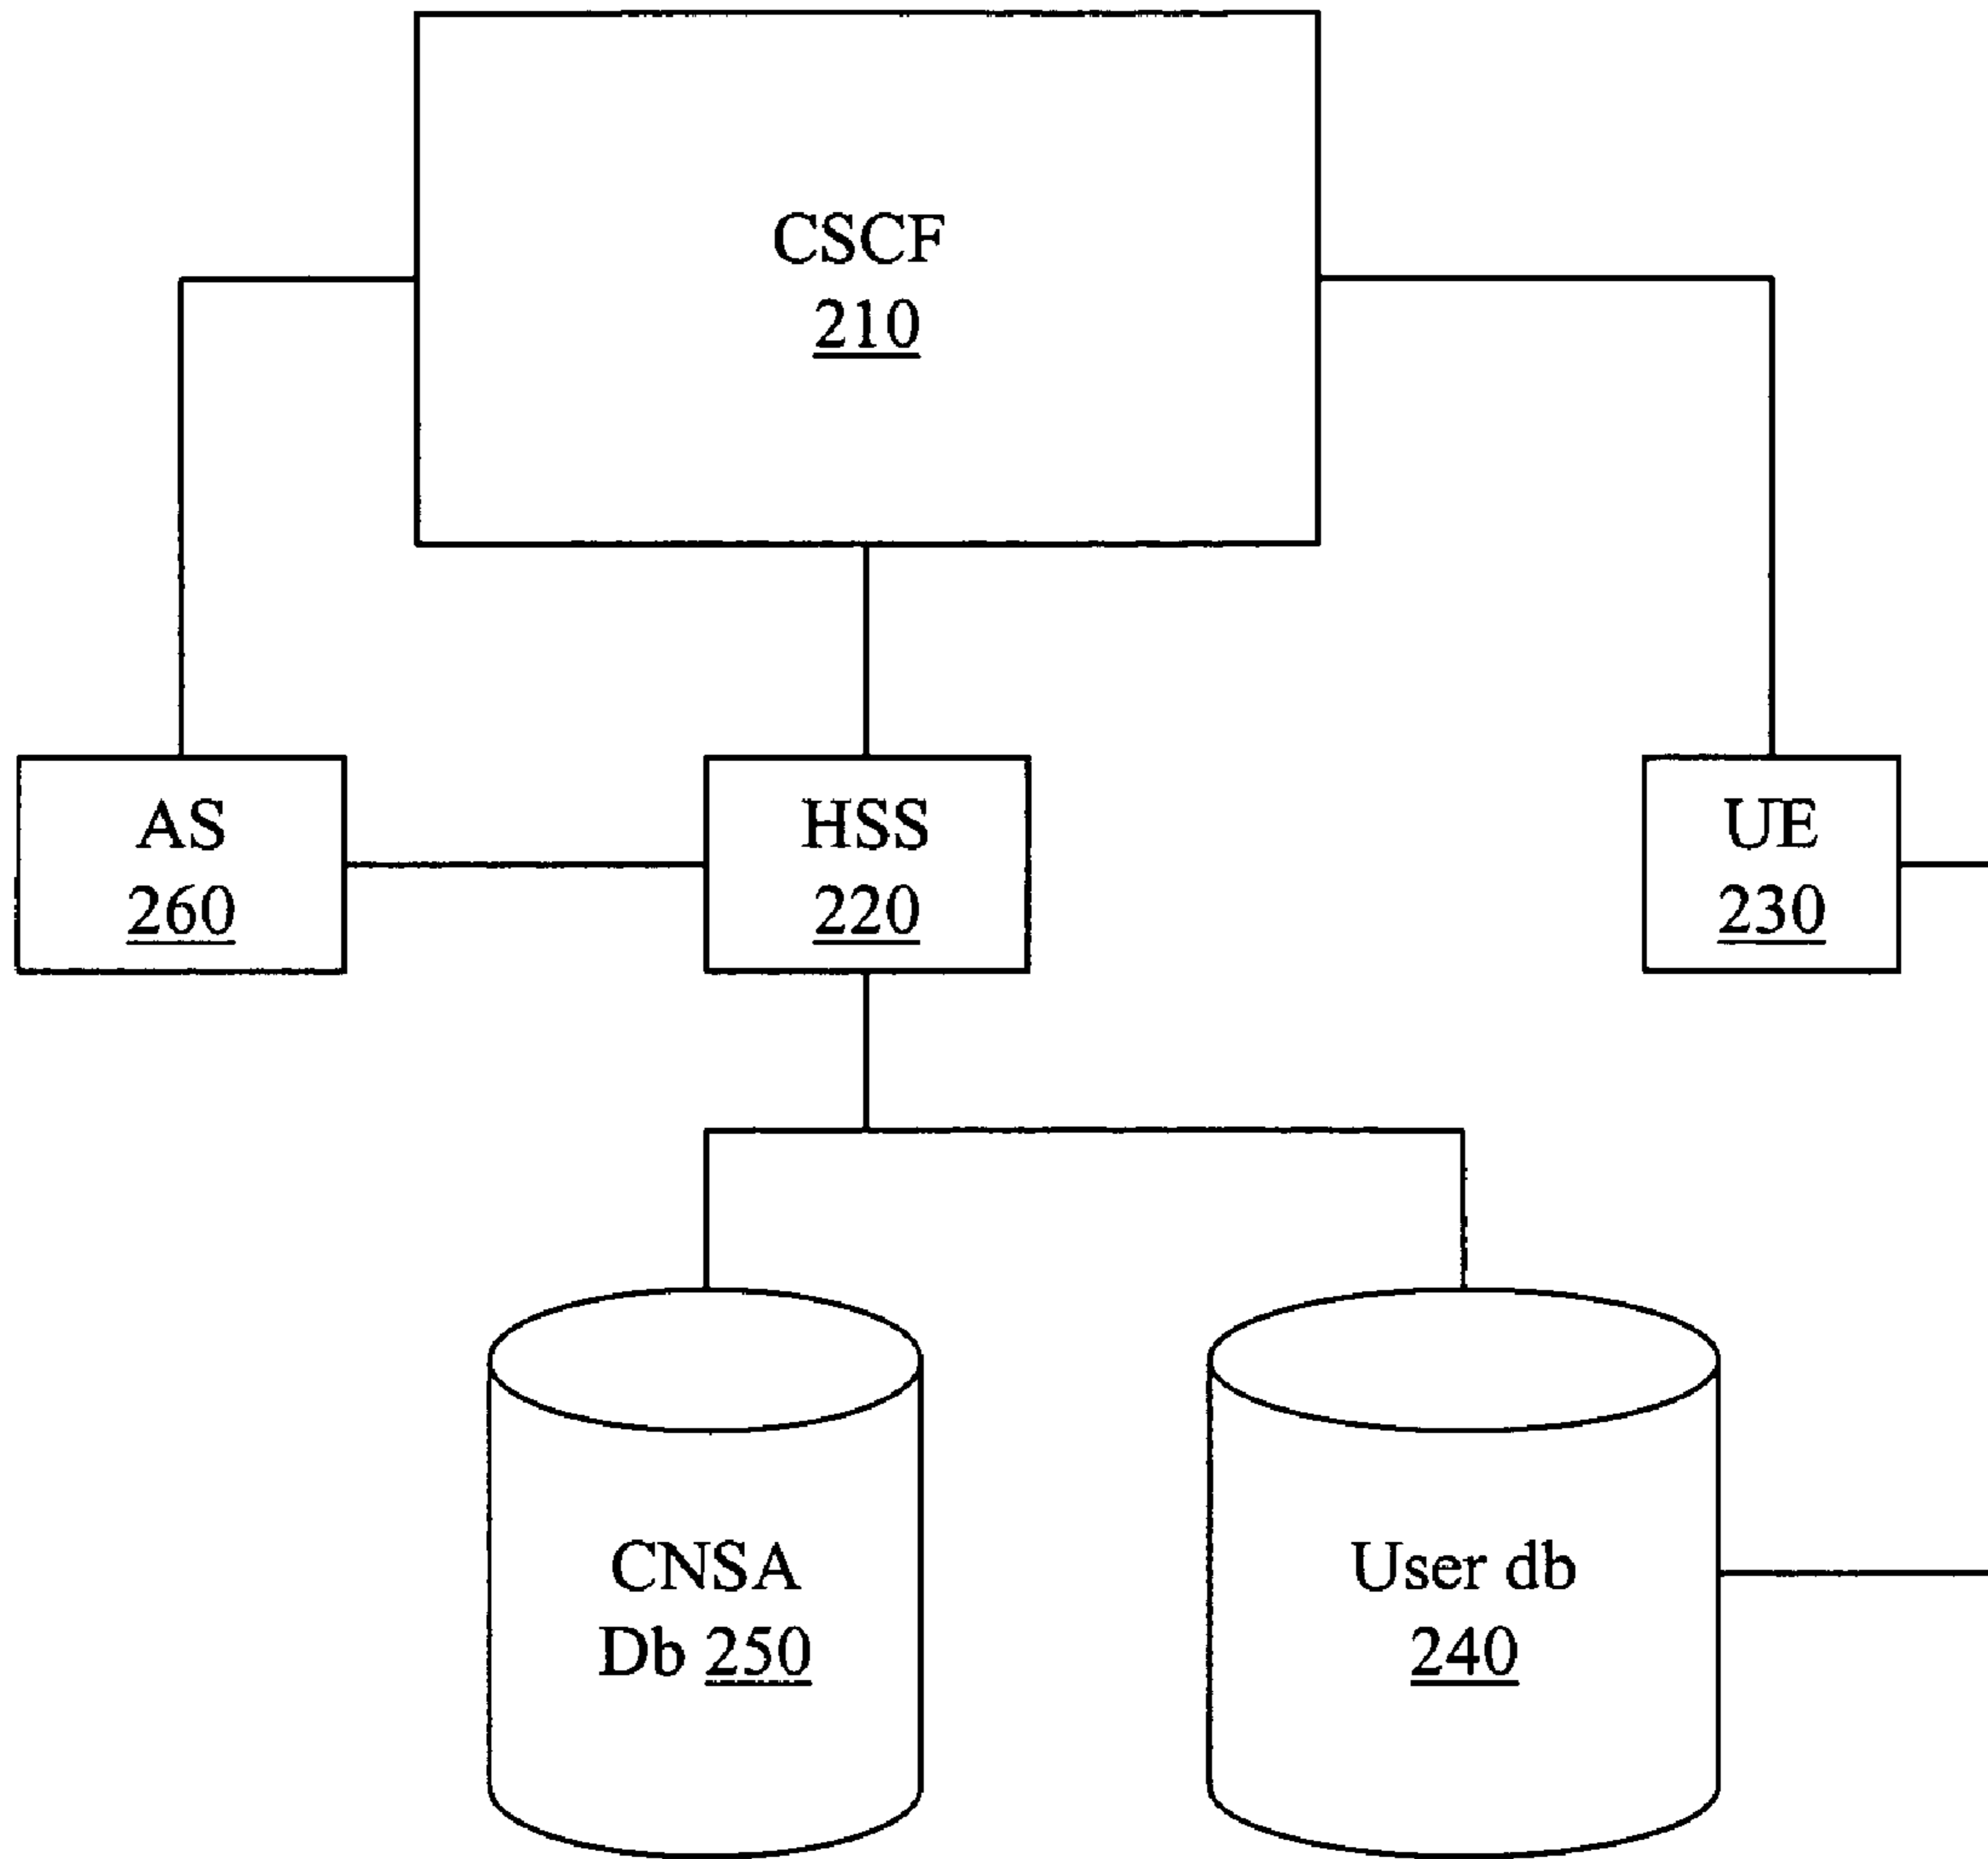 CSCF
210
AS
260
HSS
220
UE
230
CNSA
Db 250
User db
240